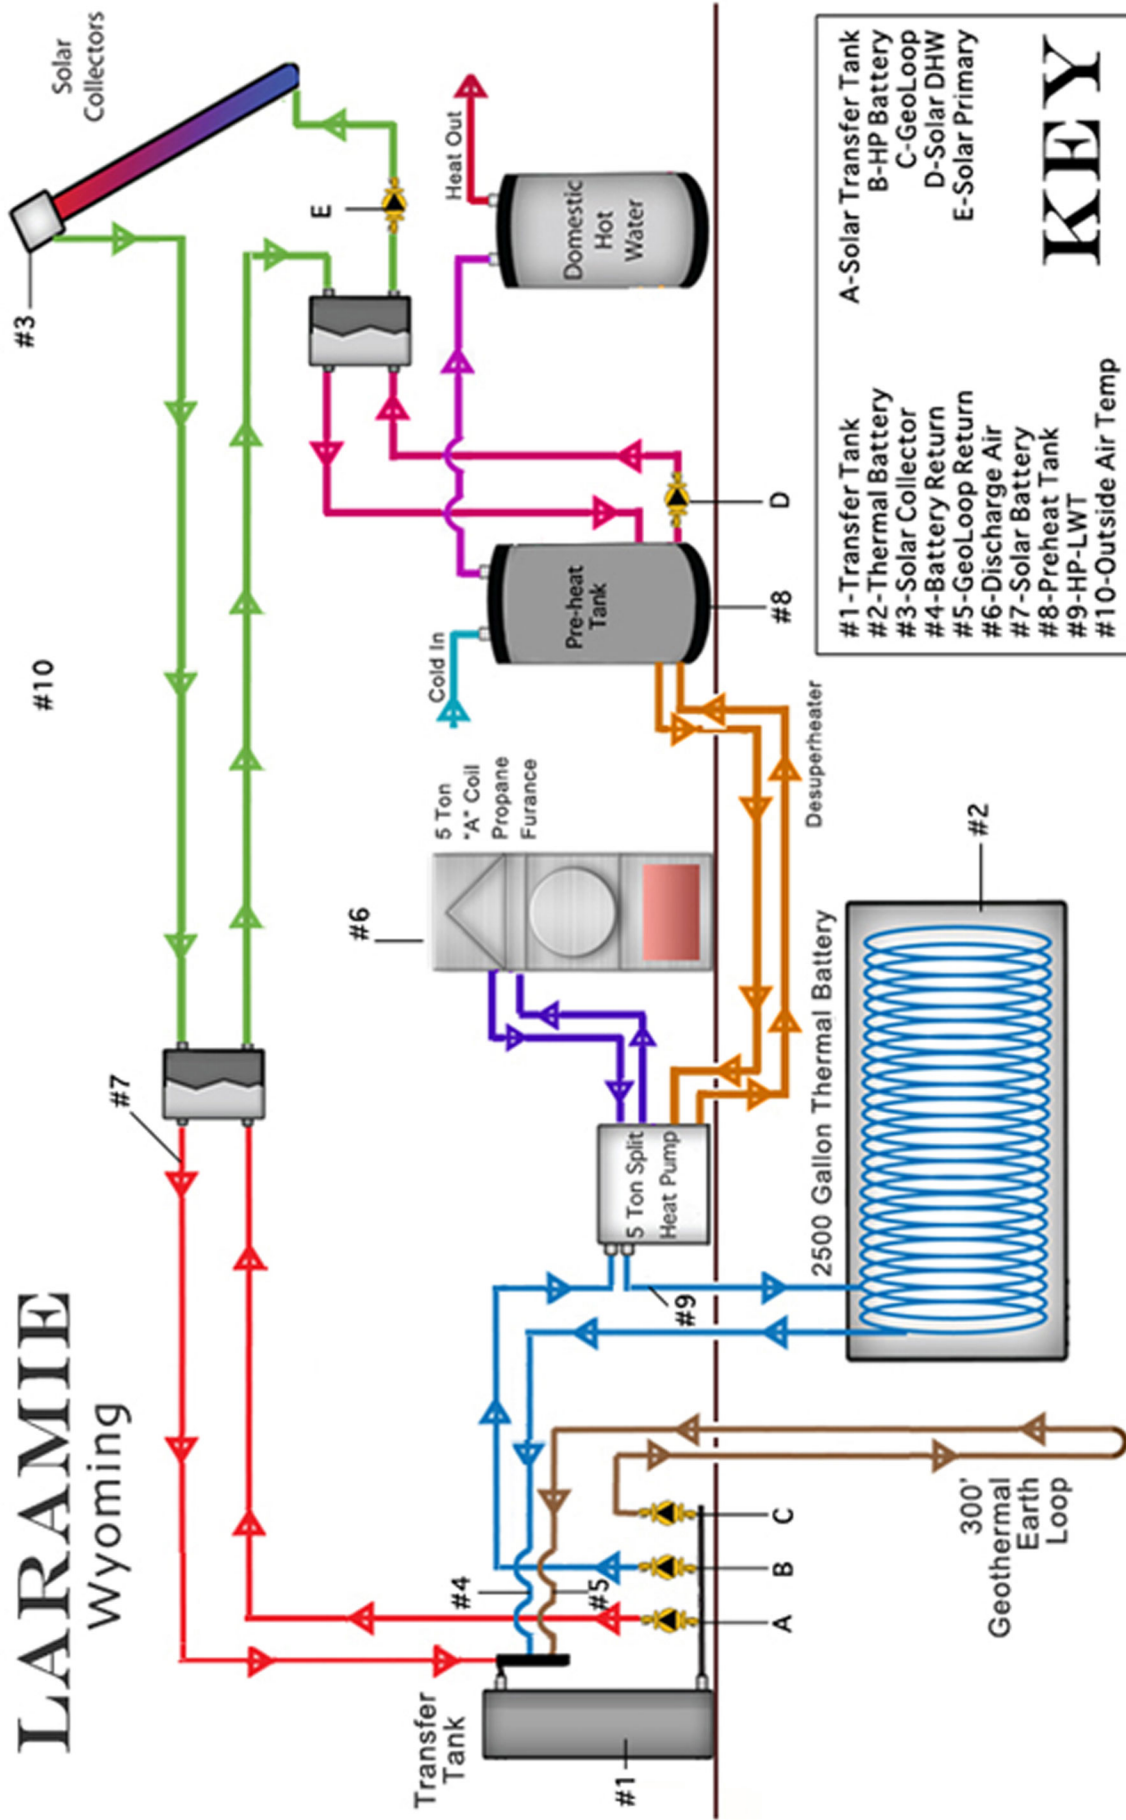 LARAMIE
Wyoming
#3
Solar
Collectors
#10
#7
E
Heat Out
Domestic
Hot
Water
Cold In
Pre-heat
Tank
#8
D
#6
5 Ton
"A" Coil
Propane
Furance
5 Ton Split
Heat Pump
#9
Desuperheater
Transfer
Tank
#1
#4
#5
A
B
C
300'
Geothermal
Earth
Loop
2500 Gallon Thermal Battery
#2
#1-Transfer Tank
#2-Thermal Battery
#3-Solar Collector
#4-Battery Return
#5-GeoLoop Return
#6-Discharge Air
#7-Solar Battery
#8-Preheat Tank
#9-HP-LWT
#10-Outside Air Temp
A-Solar Transfer Tank
B-HP Battery
C-GeoLoop
D-Solar DHW
E-Solar Primary
KEY